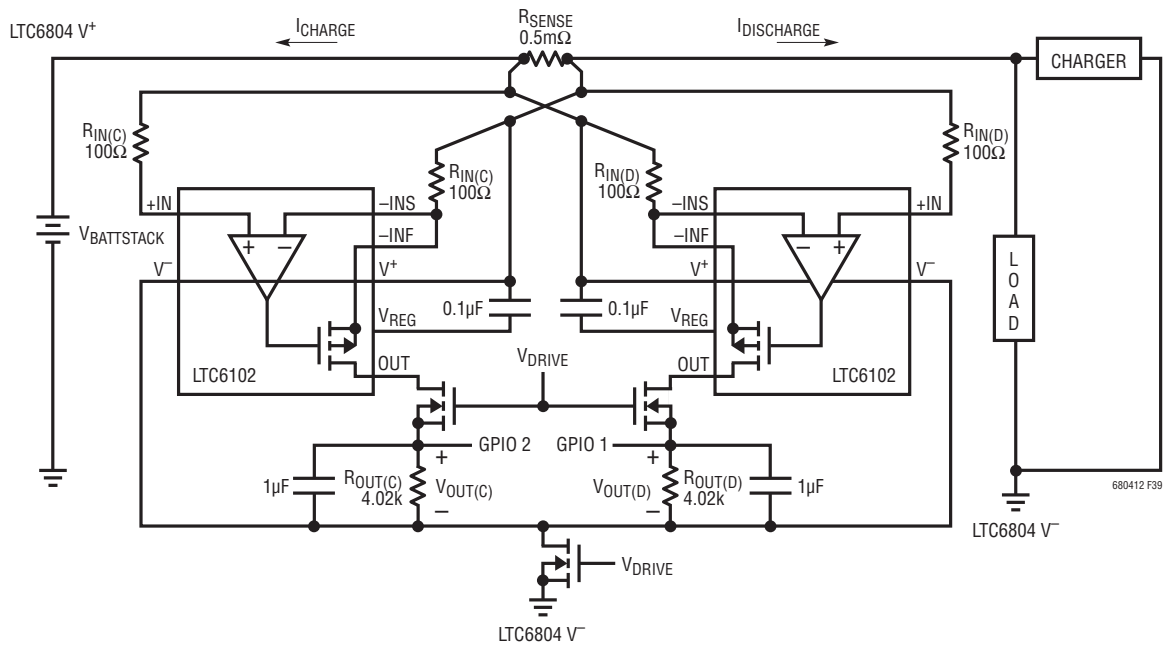 LTC6804 V+
ICHARGE
RSENSE
0.5mΩ
IDISCHARGE
CHARGER
RIN(C)
100Ω
RIN(C)
100Ω
RIN(D)
100Ω
RIN(D)
100Ω
+IN
–INS
–INS
+IN
VBATTSTACK
+ –
– +
–INF
–INF
V–
V+
V+
V–
LOAD
0.1µF
0.1µF
VREG
VREG
OUT
VDRIVE
OUT
LTC6102
LTC6102
GPIO 2
GPIO 1
1µF
ROUT(C)
4.02k
+
VOUT(C)
–
+
VOUT(D)
–
ROUT(D)
4.02k
1µF
680412 F39
LTC6804 V–
VDRIVE
LTC6804 V–